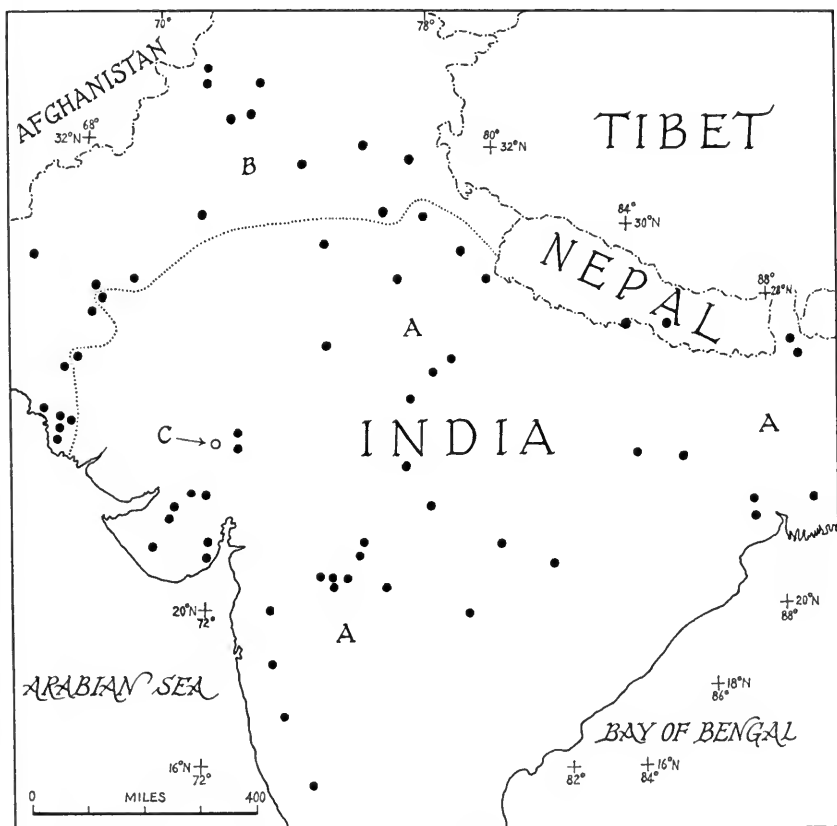 70°
78°
AFGHANISTAN
68°
32°N
80°
32°N
TIBET
B
84°
30°N
NEPAL
88°
28°N
A
C
INDIA
A
20°N
72°
20°N
88°
A
ARABIAN SEA
18°N
86°
BAY OF BENGAL
16°N
72°
82°
16°N
84°
0 MILES 400